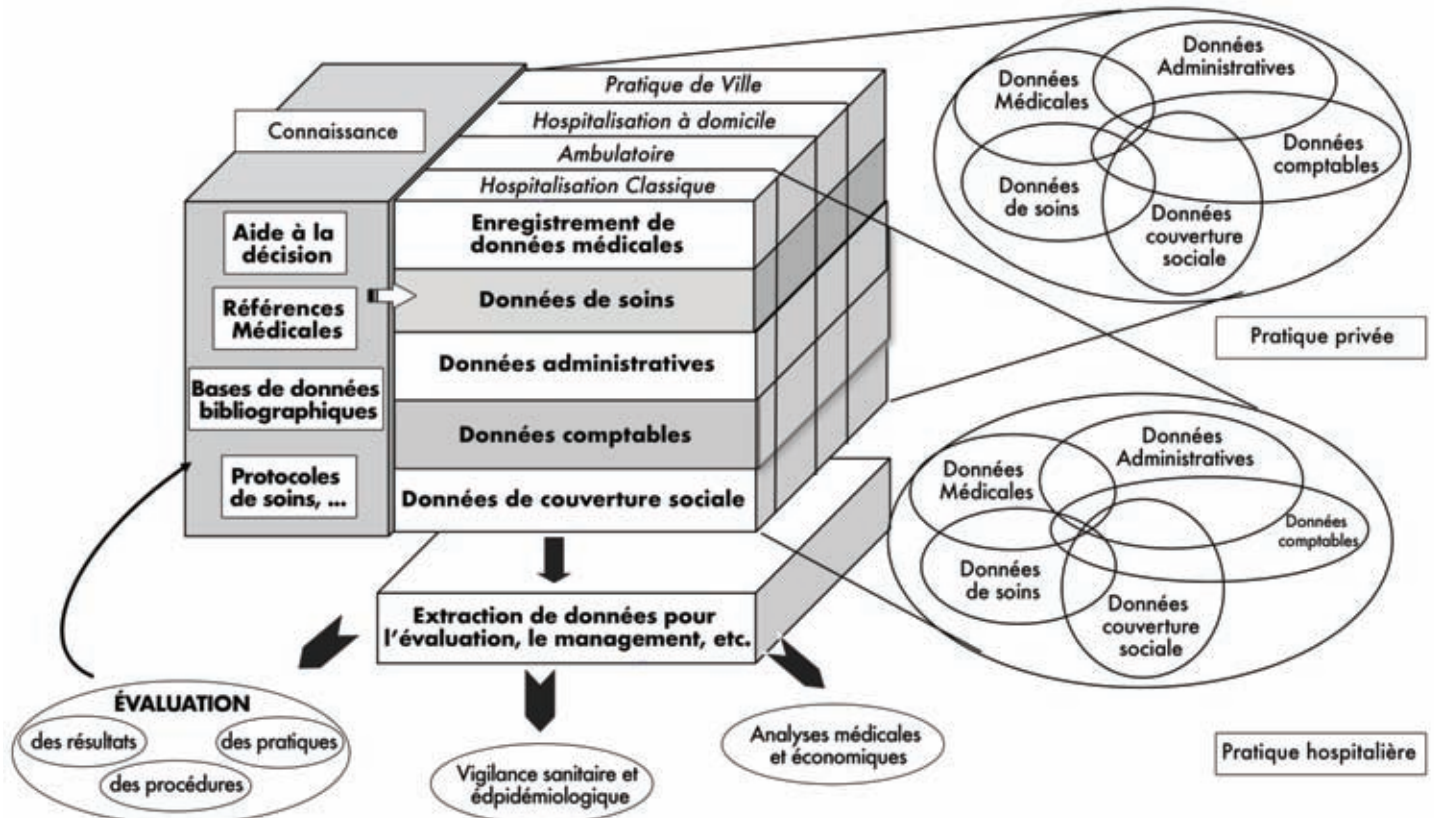 Connaissance
Aide à la
décision
Références
Médicales
Bases de données
bibliographiques
Protocoles
de soins, ...
Pratique de Ville
Hospitalisation à domicile
Ambulatoire
Hospitalisation Classique
Enregistrement de
données médicales
Données de soins
Données administratives
Données comptables
Données de couverture sociale
Extraction de données pour
l'évaluation, le management, etc.
ÉVALUATION
des résultats
des pratiques
des procédures
Vigilance sanitaire et
édpidémiologique
Analyses médicales
et économiques
Données
Administratives
Données
Médicales
Données
comptables
Données
de soins
Données
couverture
sociale
Pratique privée
Données
Administratives
Données
Médicales
Données
comptables
Données
de soins
Données
couverture
sociale
Pratique hospitalière